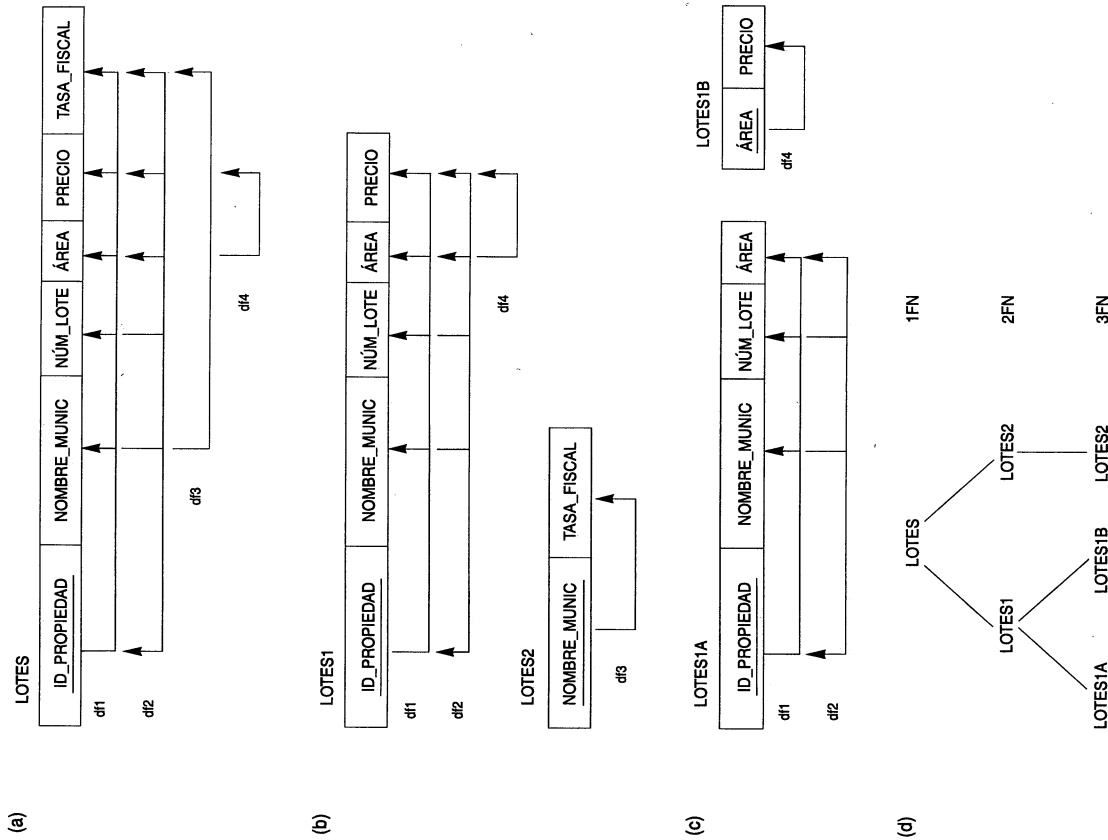 (a)
LOTES
ID_PROPIEDAD NOMBRE_MUNIC NÚM_LOTE ÁREA PRECIO TASA_FISCAL
df1
df2
df3
df4
(b)
LOTES1
ID_PROPIEDAD NOMBRE_MUNIC NÚM_LOTE ÁREA PRECIO
df1
df2
df4
LOTES2
NOMBRE_MUNIC TASA_FISCAL
df3
(c)
LOTES1A
ID_PROPIEDAD NOMBRE_MUNIC NÚM_LOTE ÁREA
df1
df2
LOTES1B
ÁREA PRECIO
df4
(d)
LOTES 1FN
LOTES1 LOTES2 2FN
LOTES1A LOTES1B LOTES2 3FN